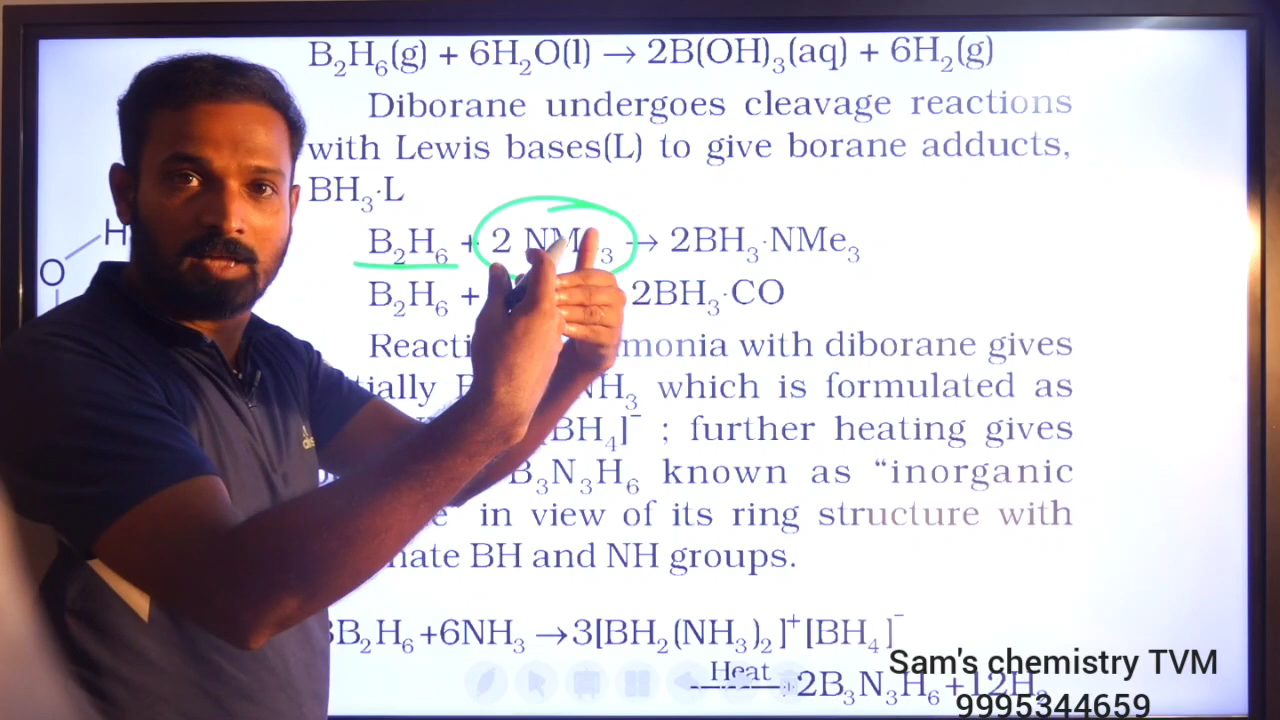 B₂H₆(g) + 6H₂O(l) → 2B(OH)₃(aq) + 6H₂(g)
Diborane undergoes cleavage reactions
with Lewis bases(L) to give borane adducts,
BH₃·L
H
O
B₂H₆ + 2 NM ₃ → 2BH₃·NMe₃
B₂H₆ + 2BH₃·CO
with diborane gives
NH₃ which is formulated as
[BH₄]⁻ ; further heating gives
B₃N₃H₆ known as “inorganic
in view of its ring structure with
BH and NH groups.
B₂H₆ +6NH₃ →3[BH₂(NH₃)₂]⁺[BH₄]⁻
Heat
2B₃N₃H₆ +12H₂
Sam's chemistry TVM
9995344659